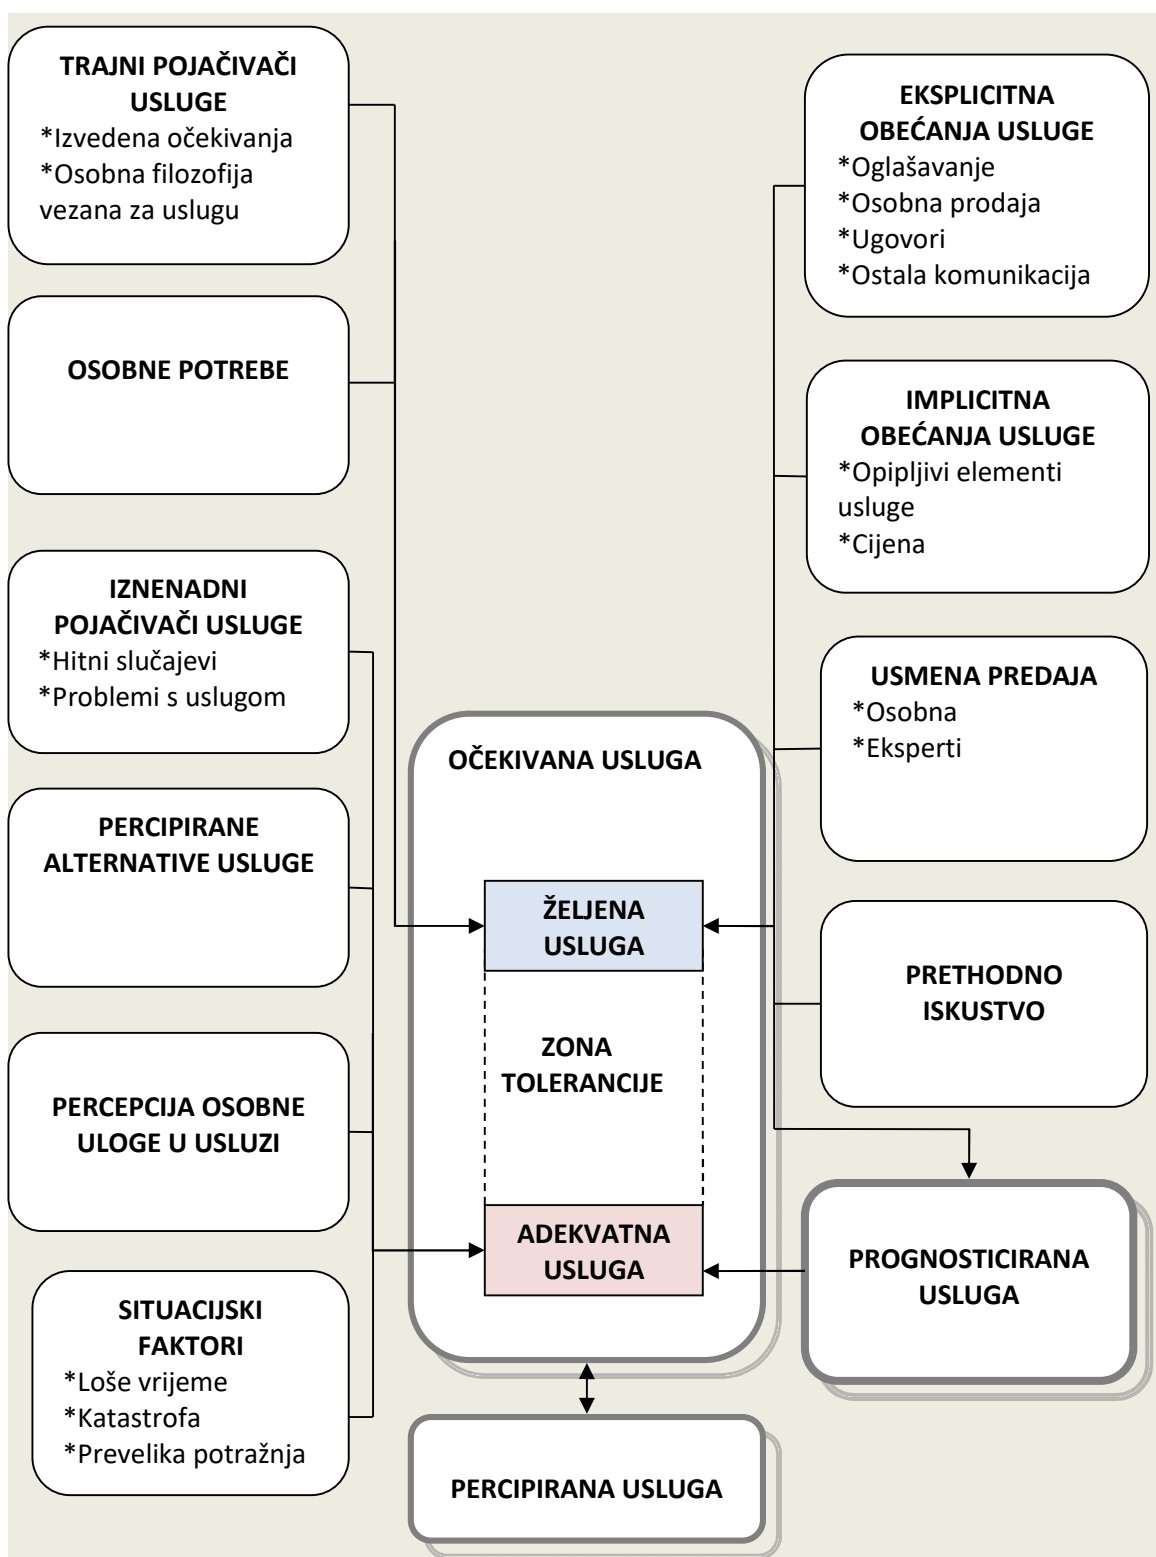 TRAJNI POJAČIVAČI
USLUGE
*Izvedena očekivanja
*Osobna filozofija
vezana za uslugu
OSOBNE POTREBE
IZNENADNI
POJAČIVAČI USLUGE
*Hitni slučajevi
*Problemi s uslugom
PERCIPIRANE
ALTERNATIVE USLUGE
PERCEPCIJA OSOBNE
ULOGE U USLUZI
SITUACIJSKI
FAKTORI
*Loše vrijeme
*Katastrofa
*Prevelika potražnja
OČEKIVANA USLUGA
ŽELJENA
USLUGA
ZONA
TOLERANCIJE
ADEKVATNA
USLUGA
PERCIPIRANA USLUGA
EKSPLICITNA
OBEĆANJA USLUGE
*Oglašavanje
*Osobna prodaja
*Ugovori
*Ostala komunikacija
IMPLICITNA
OBEĆANJA USLUGE
*Opipljivi elementi
usluge
*Cijena
USMENA PREDAJA
*Osobna
*Eksperti
PRETHODNO
ISKUSTVO
PROGNOSTICIRANA
USLUGA